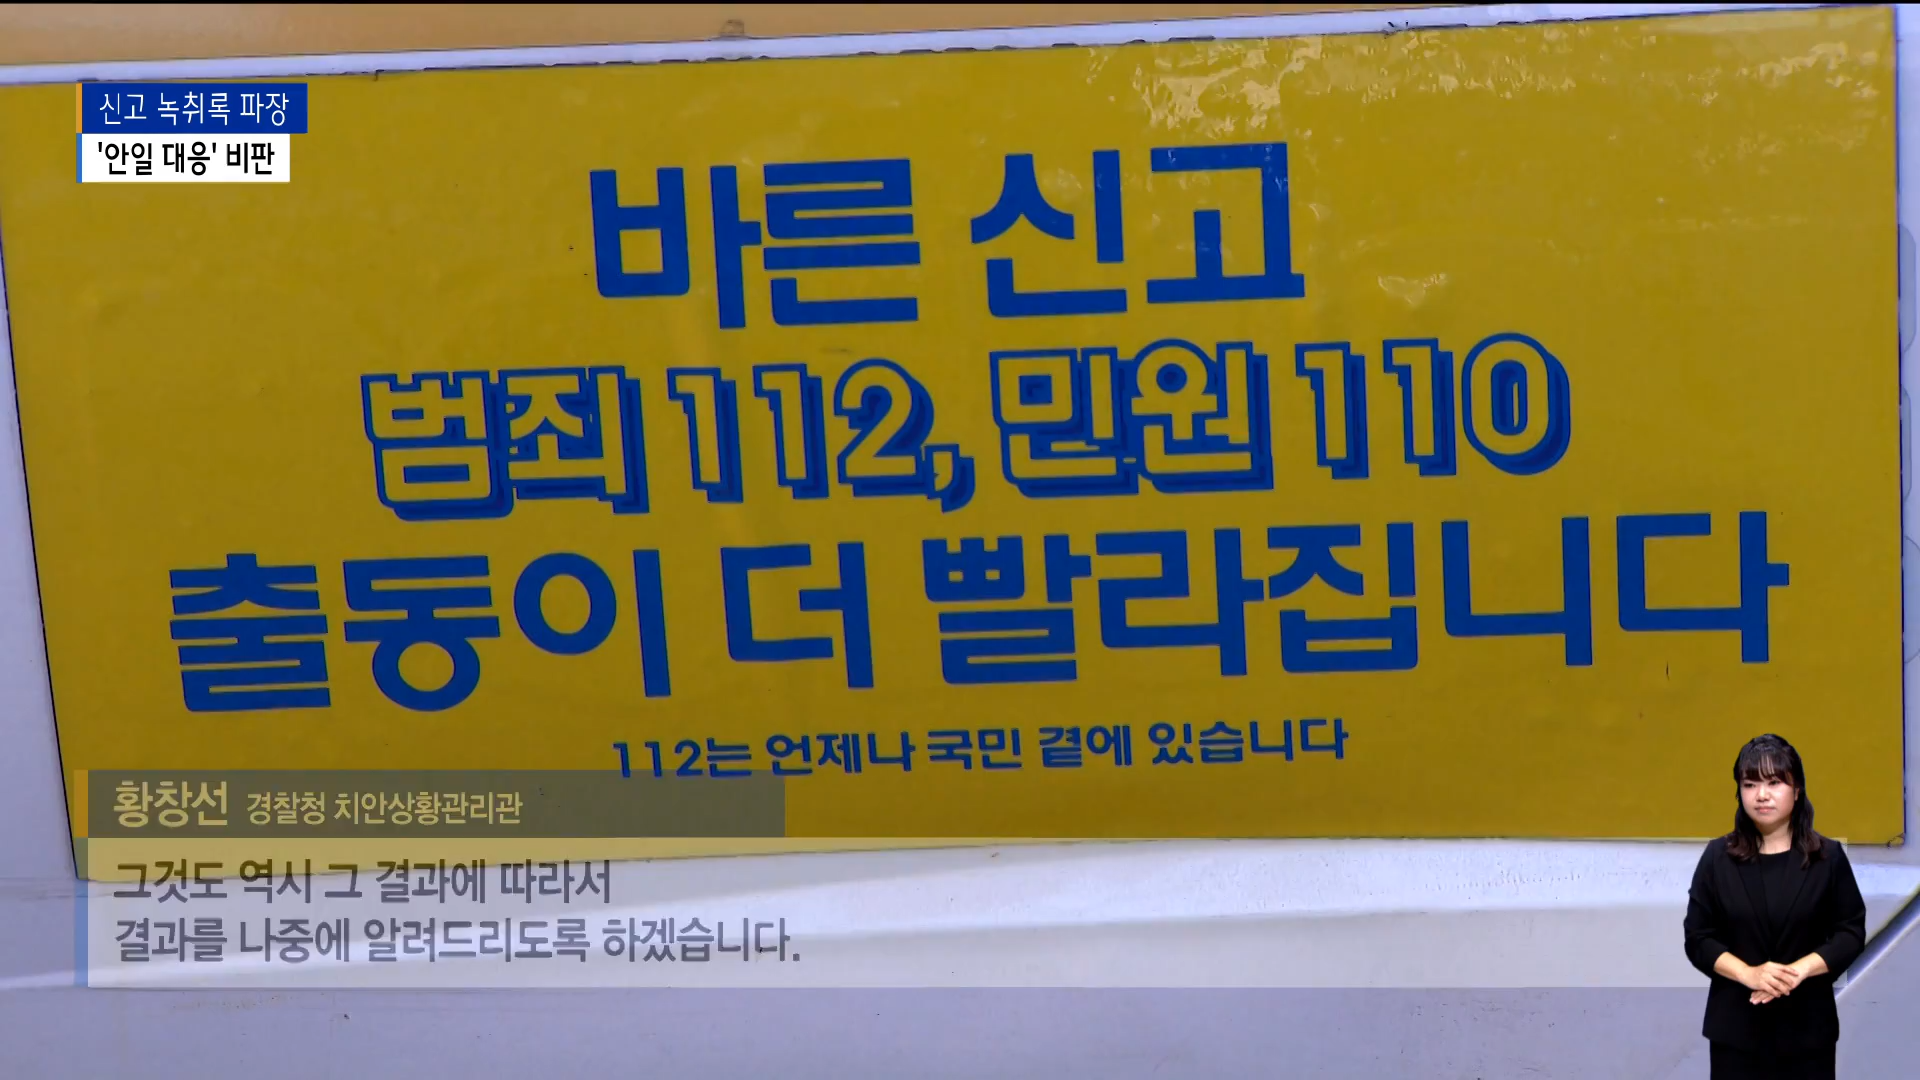 신고 녹취록 파장
'안일 대응' 비판
바른 신고
범죄 112, 민원 110
출동이 더 빨라집니다
112는 언제나 국민 곁에 있습니다
황창선 경찰청 치안상황관리관
그것도 역시 그 결과에 따라서
결과를 나중에 알려드리도록 하겠습니다.